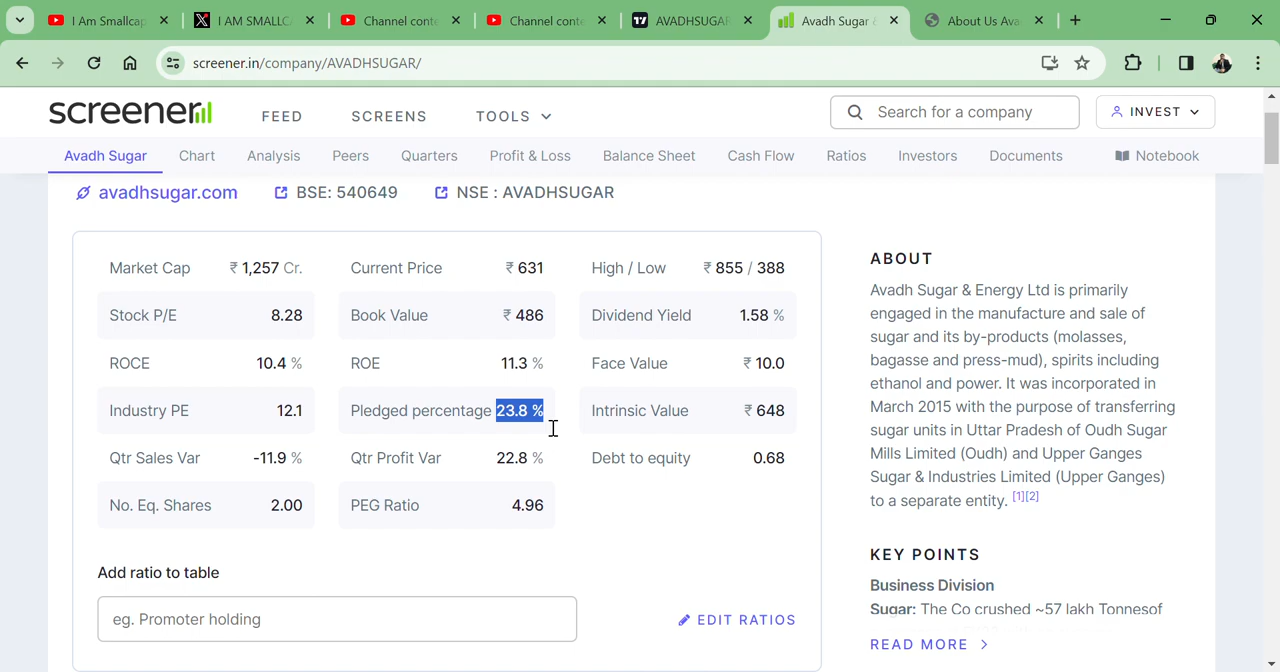 I Am Smallcap
I AM SMALLC
Channel conte
Channel conte
AVADHSUGAR
Avadh Sugar &
About Us Ava
screener.in/company/AVADHSUGAR/
screener
FEED
SCREENS
TOOLS
Search for a company
INVEST
Avadh Sugar
Chart
Analysis
Peers
Quarters
Profit & Loss
Balance Sheet
Cash Flow
Ratios
Investors
Documents
Notebook
avadhsugar.com
BSE: 540649
NSE : AVADHSUGAR
Market Cap ₹ 1,257 Cr.
Current Price ₹ 631
High / Low ₹ 855 / 388
Stock P/E 8.28
Book Value ₹ 486
Dividend Yield 1.58 %
ROCE 10.4 %
ROE 11.3 %
Face Value ₹ 10.0
Industry PE 12.1
Pledged percentage 23.8 %
Intrinsic Value ₹ 648
Qtr Sales Var -11.9 %
Qtr Profit Var 22.8 %
Debt to equity 0.68
No. Eq. Shares 2.00
PEG Ratio 4.96
Add ratio to table
eg. Promoter holding
EDIT RATIOS
ABOUT
Avadh Sugar & Energy Ltd is primarily
engaged in the manufacture and sale of
sugar and its by-products (molasses,
bagasse and press-mud), spirits including
ethanol and power. It was incorporated in
March 2015 with the purpose of transferring
sugar units in Uttar Pradesh of Oudh Sugar
Mills Limited (Oudh) and Upper Ganges
Sugar & Industries Limited (Upper Ganges)
to a separate entity. [1][2]
KEY POINTS
Business Division
Sugar: The Co crushed ~57 lakh Tonnesof
READ MORE